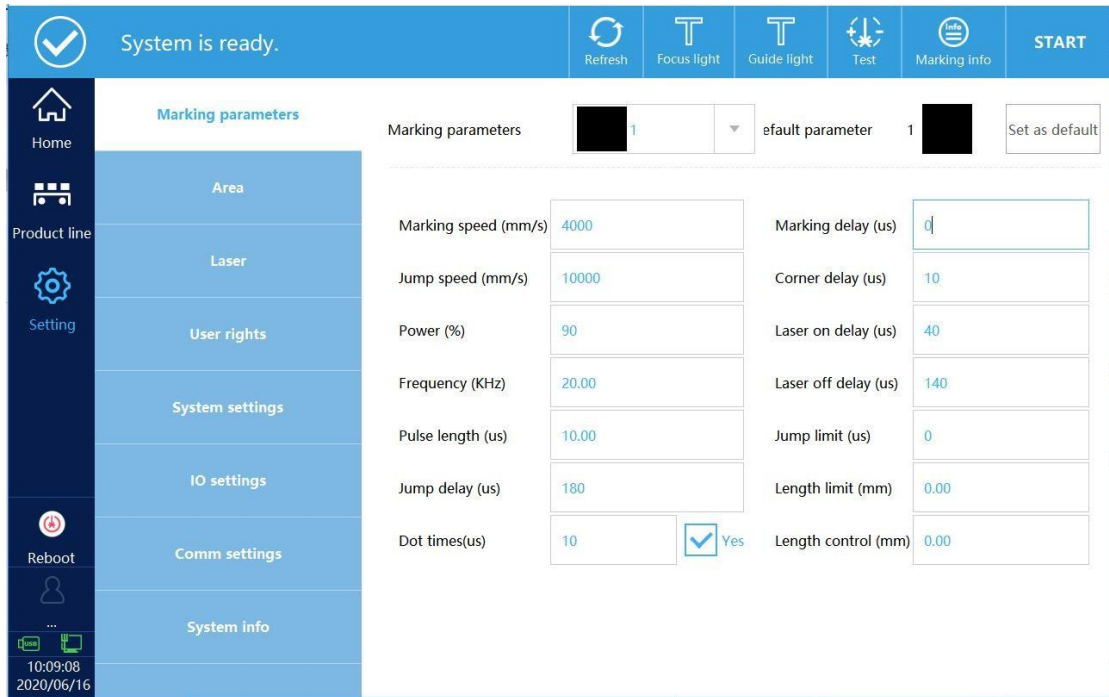 System is ready.
Refresh
Focus light
Guide light
Test
Info
Marking info
START
Home
Product line
Setting
Reboot
...
USB
10:09:08
2020/06/16
Marking parameters
Area
Laser
User rights
System settings
IO settings
Comm settings
System info
Marking parameters 1 efault parameter 1 Set as default
Marking speed (mm/s) 4000 Marking delay (us) 0
Jump speed (mm/s) 10000 Corner delay (us) 10
Power (%) 90 Laser on delay (us) 40
Frequency (KHz) 20.00 Laser off delay (us) 140
Pulse length (us) 10.00 Jump limit (us) 0
Jump delay (us) 180 Length limit (mm) 0.00
Dot times(us) 10 Yes Length control (mm) 0.00